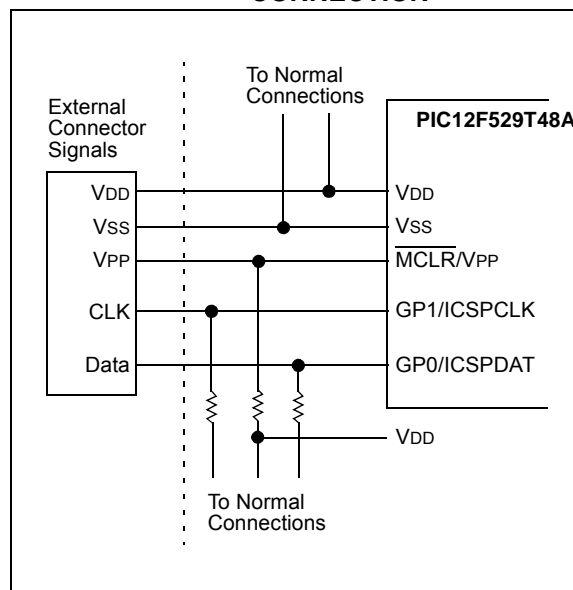 CONNECTION
To Normal
Connections
External
Connector
Signals
PIC12F529T48A
VDD
VDD
VSS
VSS
VPP
MCLR/VPP
CLK
GP1/ICSPCLK
Data
GP0/ICSPDAT
VDD
To Normal
Connections